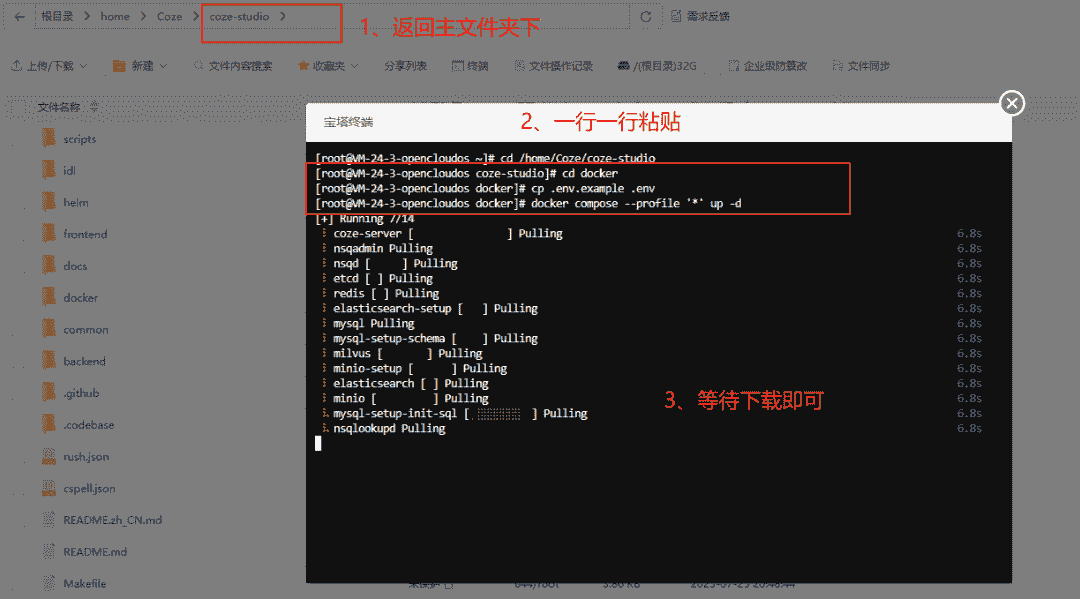 根目录 > home > Coze > coze-studio >
需求反馈
1、返回主文件夹下
上传/下载
新建
文件内容搜索
收藏夹
分享列表
终端
文件操作记录
/(根目录)32G
企业级防篡改
文件同步
文件名称
scripts
idl
helm
frontend
docs
docker
common
backend
.github
.codebase
rush.json
cspell.json
README.zh_CN.md
README.md
Makefile
宝塔终端
2、一行一行粘贴
[root@VM-24-3-opencloudos ~]# cd /home/Coze/coze-studio
[root@VM-24-3-opencloudos coze-studio]# cd docker
[root@VM-24-3-opencloudos docker]# cp .env.example .env
[root@VM-24-3-opencloudos docker]# docker compose --profile '*' up -d
[+] Running 7/14
coze-server [ ] Pulling 6.8s
nsqadmin Pulling 6.8s
nsqd [ ] Pulling 6.8s
etcd [ ] Pulling 6.8s
redis [ ] Pulling 6.8s
elasticsearch-setup [ ] Pulling 6.8s
mysql Pulling 6.8s
mysql-setup-schema [ ] Pulling 6.8s
milvus [ ] Pulling 6.8s
minio-setup [ ] Pulling 6.8s
elasticsearch [ ] Pulling 6.8s
minio [ ] Pulling 6.8s
mysql-setup-init-sql [ ] Pulling 6.8s
nsqlookupd Pulling 6.8s
3、等待下载即可